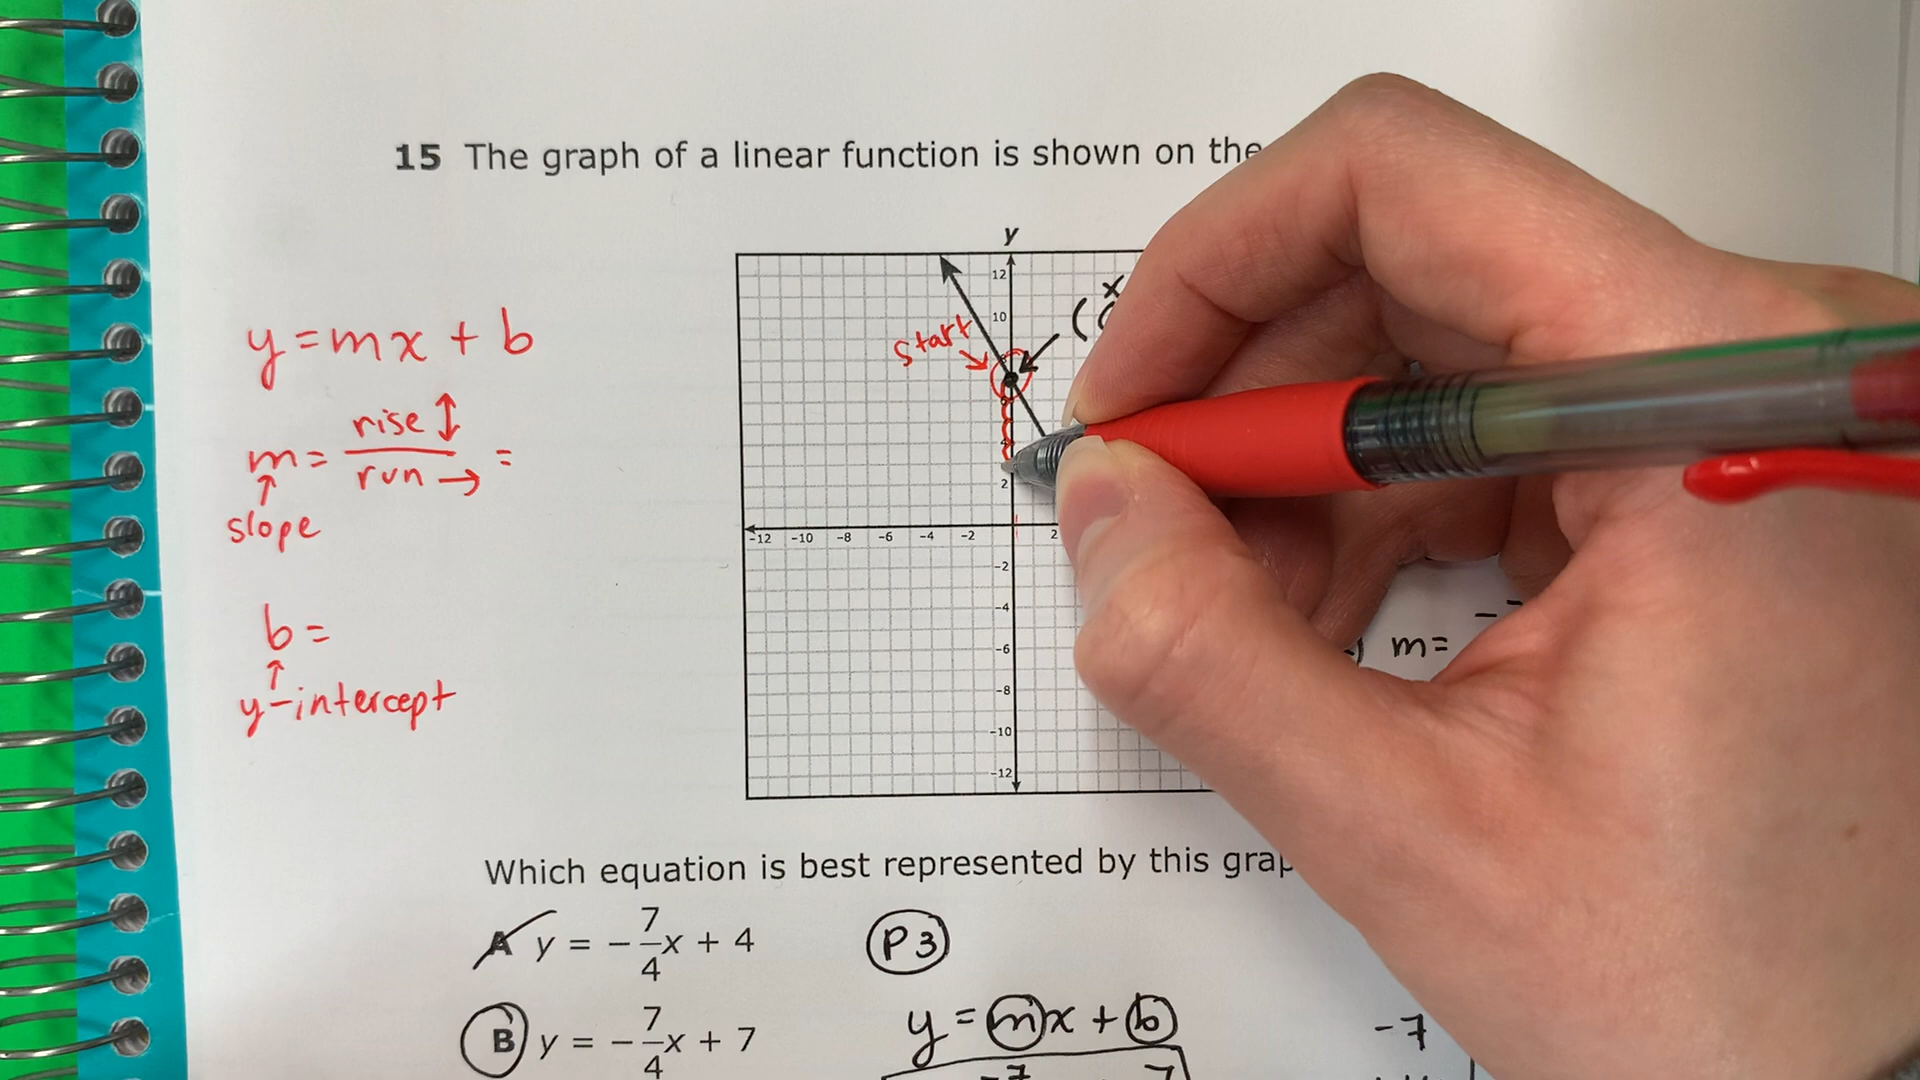 15 The graph of a linear function is shown on the
y
12
10
x
(
start
y = mx + b
rise ↕
m = —— =
run →
↑
slope
2
-12 -10 -8 -6 -4 -2 2
-2
-4
-6
-8
-10
-12
b =
↑
y-intercept
m =
Which equation is best represented by this
A y = -7/4x + 4
P3
B y = -7/4x + 7
y = mx + b
-7
-7 7